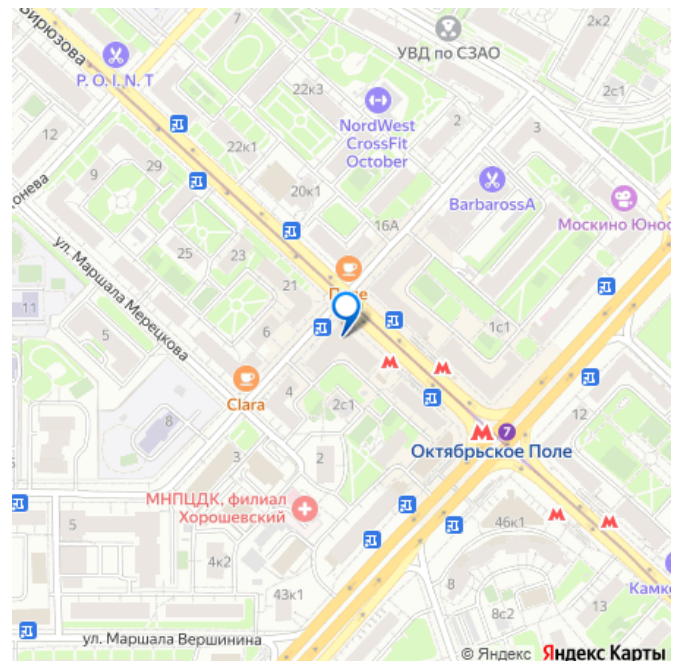 Бирюзова
7
УВД по СЗАО
2к2
P. O. I. N. T
22к3
2с1
NordWest
CrossFit
October
2
3
12
22к1
29
9
онева
20к1
BarbarossA
16А
Москино Юнос
25
23
21
ул. Маршала Мерецкова
11
5
6
1с1
Clara
4
2с1
8
12
7
Октябрьское Поле
3
2
МНПЦДК, филиал
Хорошевский
5
46к1
4к2
43к1
8
Камк
8с2
13
ул. Маршала Вершинина
© Яндекс Яндекс Карты